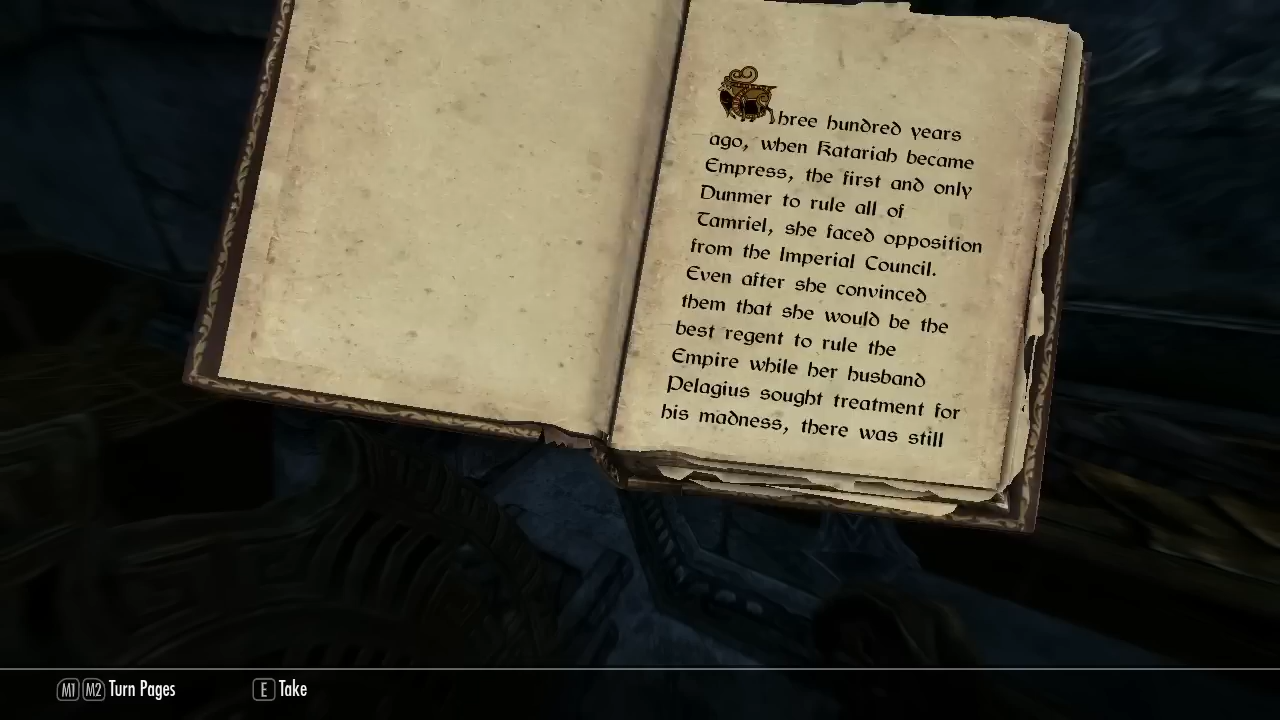 Three hundred years
ago, when Katariah became
Empress, the first and only
Dunmer to rule all of
Tamriel, she faced opposition
from the Imperial Council.
Even after she convinced
them that she would be the
best regent to rule the
Empire while her husband
Pelagius sought treatment for
his madness, there was still
M1 M2 Turn Pages
E Take